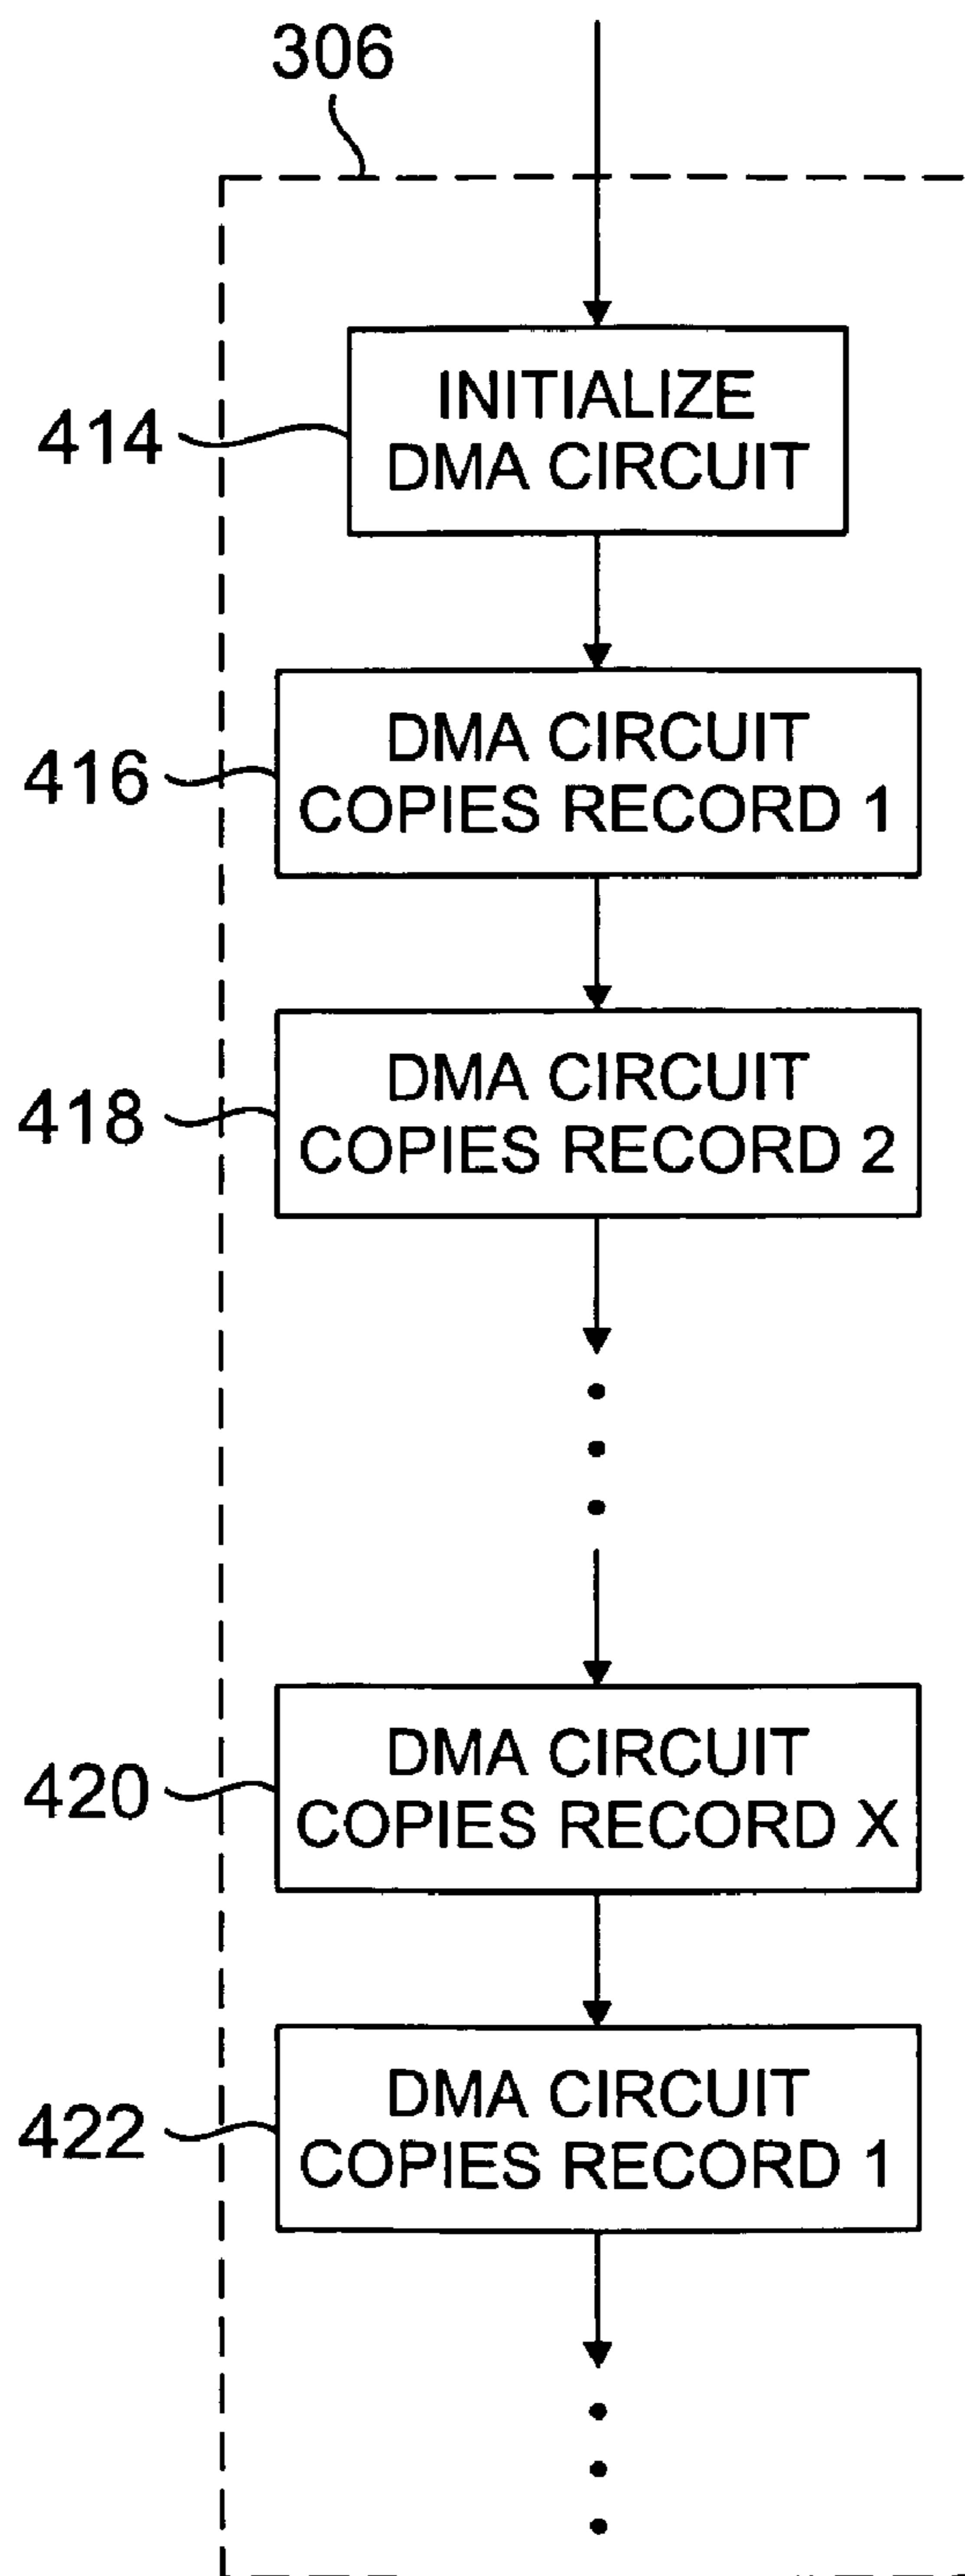 306
414
INITIALIZE
DMA CIRCUIT
416
DMA CIRCUIT
COPIES RECORD 1
418
DMA CIRCUIT
COPIES RECORD 2
420
DMA CIRCUIT
COPIES RECORD X
422
DMA CIRCUIT
COPIES RECORD 1